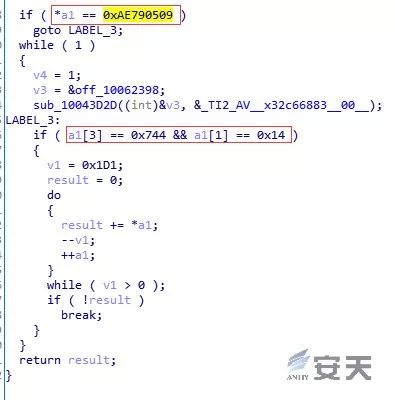 if ( *a1 == 0xAE790509 )
goto LABEL_3;
while ( 1 )
{
v4 = 1;
v3 = &off_10062398;
sub_10043D2D((int)&v3, &_TI2_AV__x32c66883__00__);
LABEL_3:
if ( a1[3] == 0x744 && a1[1] == 0x14 )
{
v1 = 0x1D1;
result = 0;
do
{
result += *a1;
--v1;
++a1;
}
while ( v1 > 0 );
if ( !result )
break;
}
}
return result;
}
ANTIY 安天